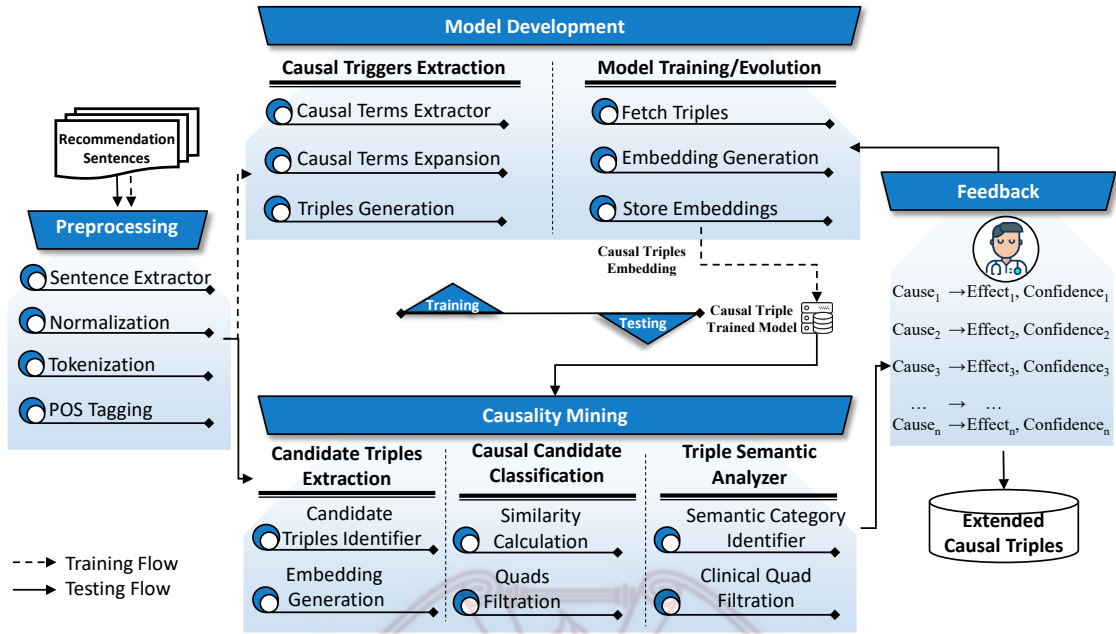 Model Development
Causal Triggers Extraction
Causal Terms Extractor
Causal Terms Expansion
Triples Generation
Model Training/Evolution
Fetch Triples
Embedding Generation
Store Embeddings
Recommendation
Sentences
Preprocessing
Sentence Extractor
Normalization
Tokenization
POS Tagging
Causal Triples
Embedding
Training
Testing
Causal Triple
Trained Model
Feedback
Cause₁ →Effect₁, Confidence₁
Cause₂ →Effect₂, Confidence₂
Cause₃ →Effect₃, Confidence₃
... → ...
Causeₙ →Effectₙ, Confidenceₙ
Extended
Causal Triples
Causality Mining
Candidate Triples
Extraction
Candidate
Triples Identifier
Embedding
Generation
Causal Candidate
Classification
Similarity
Calculation
Quads
Filtration
Triple Semantic
Analyzer
Semantic Category
Identifier
Clinical Quad
Filtration
Training Flow
Testing Flow